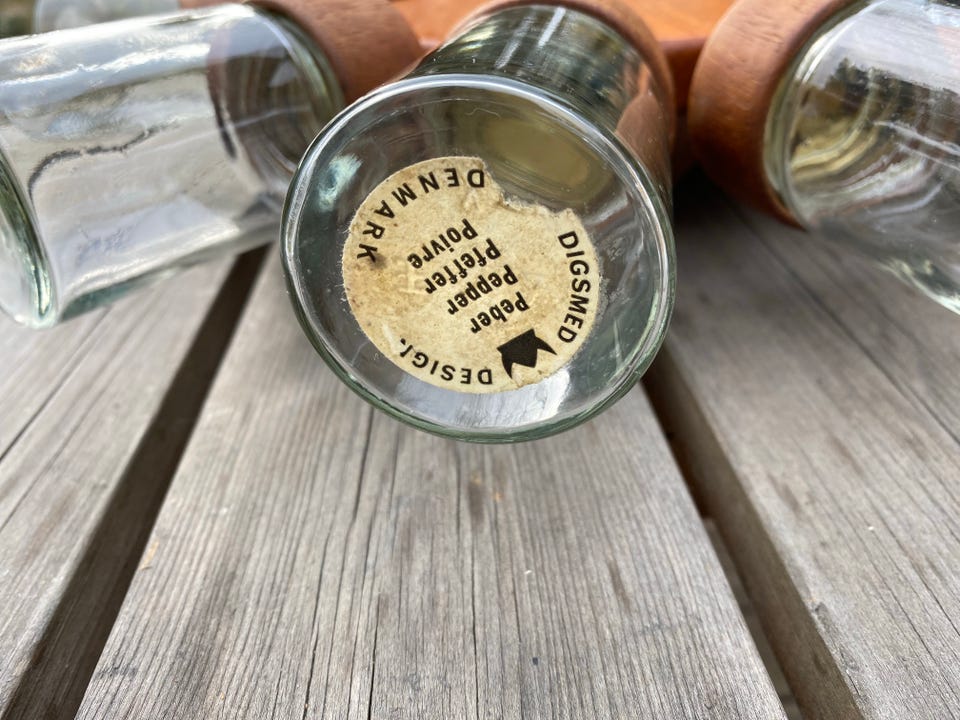 DIGSMED
DESIG
DENMARK
Peber
Pepper
Pfeffer
Poivre